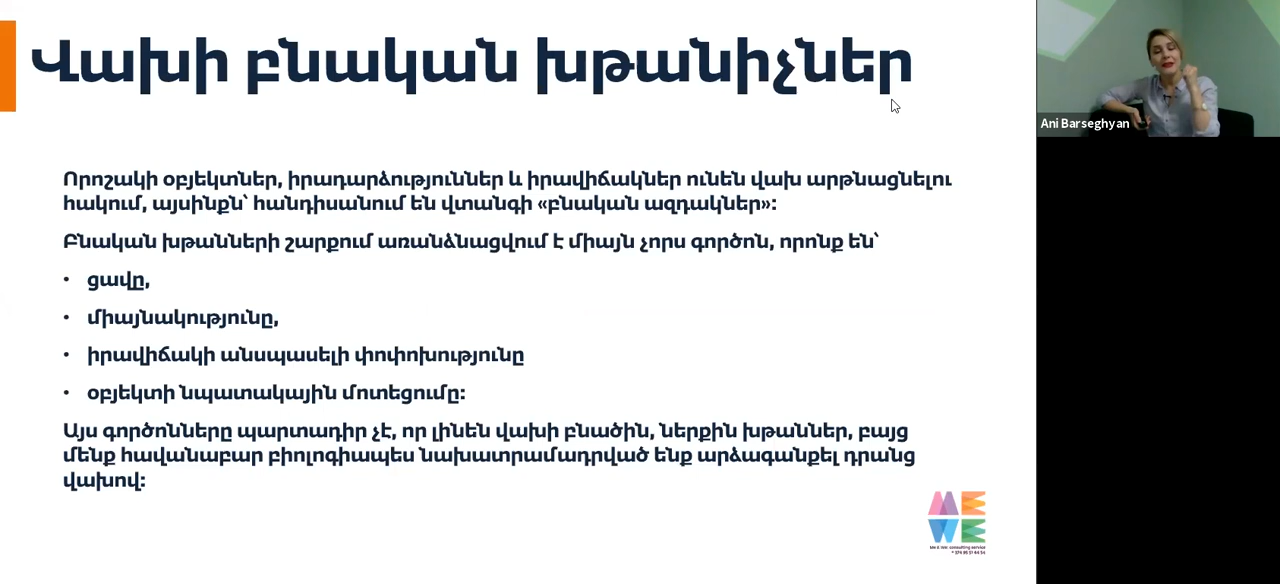 Վախի բնական խթանիչներ
Ani Barseghyan
Որոշակի օբյեկտներ, իրադարձություններ և իրավիճակներ ունեն վախ արթնացնելու
հակում, այսինքն՝ հանդիսանում են վտանգի «բնական ազդակներ»:
Բնական խթանների շարքում առանձնացվում է միայն չորս գործոն, որոնք են՝
• ցավը,
• միայնակությունը,
• իրավիճակի անսպասելի փոփոխությունը
• օբյեկտի նպատակային մոտեցումը:
Այս գործոնները պարտադիր չէ, որ լինեն վախի բնածին, ներքին խթաններ, բայց
մենք հավանաբար բիոլոգիապես նախատրամադրված ենք արձագանքել դրանց
վախով:
ME
WE